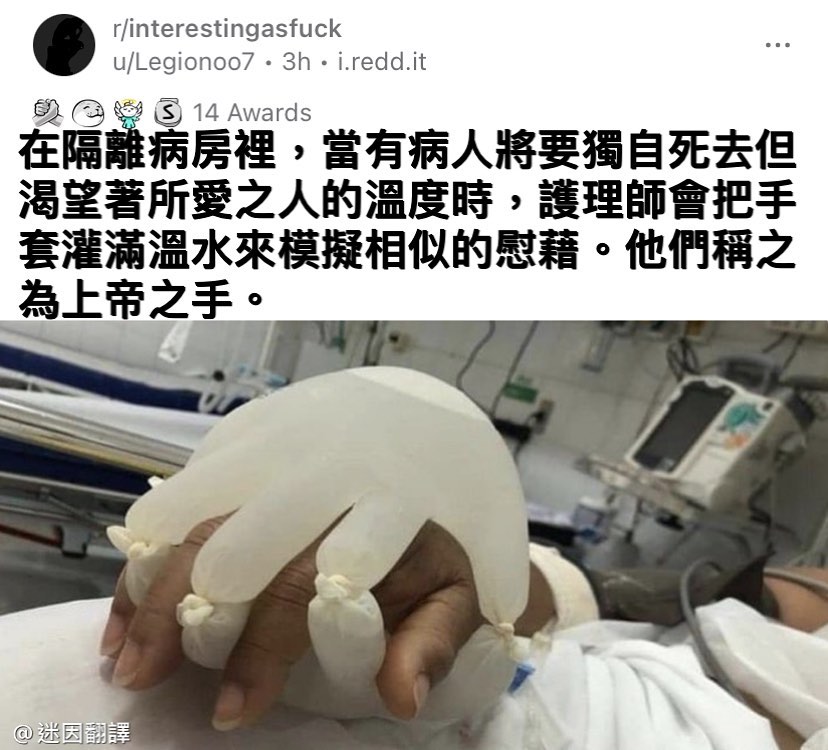 r/interestingasfuck
u/Legionoo7 • 3h • i.redd.it
14 Awards
在隔離病房裡，當有病人將要獨自死去但
渴望著所愛之人的溫度時，護理師會把手
套灌滿溫水來模擬相似的慰藉。他們稱之
為上帝之手。
@迷因翻譯